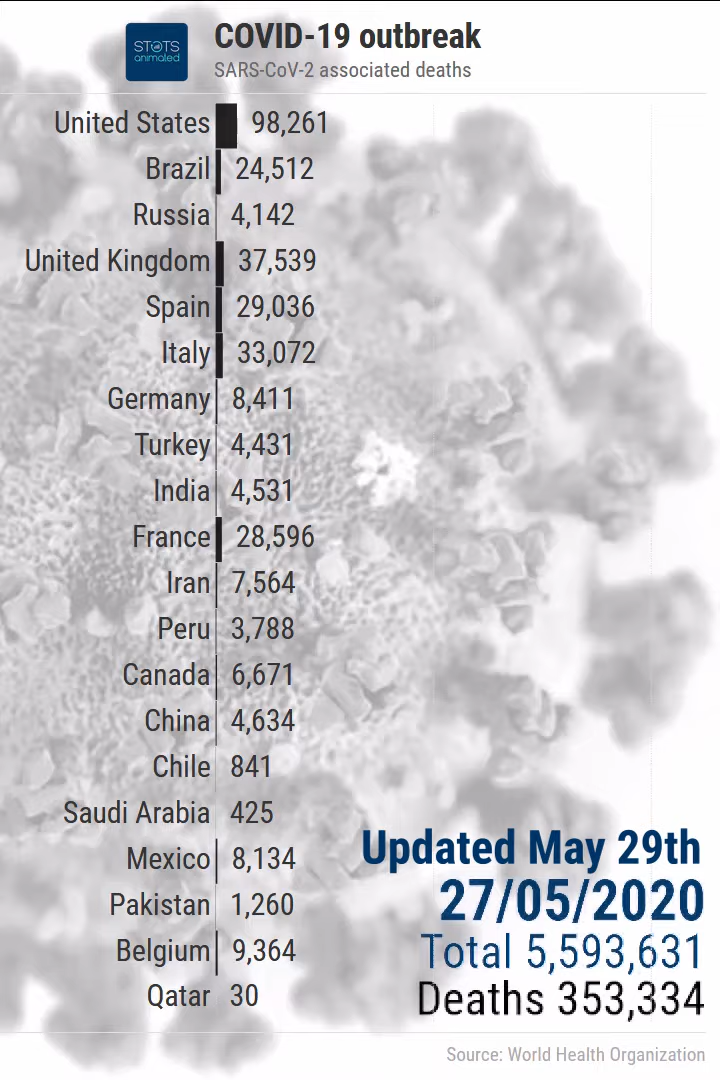 STATS
animated
COVID-19 outbreak
SARS-CoV-2 associated deaths
United States 98,261
Brazil 24,512
Russia 4,142
United Kingdom 37,539
Spain 29,036
Italy 33,072
Germany 8,411
Turkey 4,431
India 4,531
France 28,596
Iran 7,564
Peru 3,788
Canada 6,671
China 4,634
Chile 841
Saudi Arabia 425
Mexico 8,134
Pakistan 1,260
Belgium 9,364
Qatar 30
Updated May 29th
27/05/2020
Total 5,593,631
Deaths 353,334
Source: World Health Organization